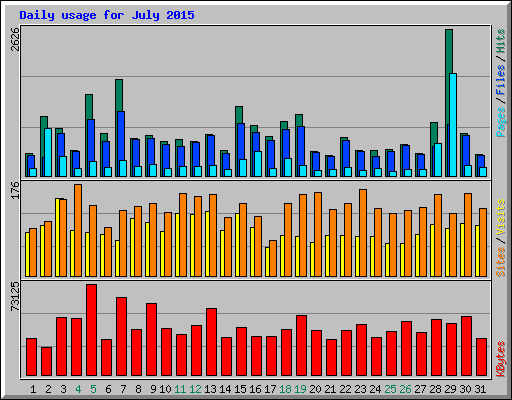 Daily usage for July 2015
2626
Pages / Files / Hits
176
Sites / Visits
73125
KBytes
1 2 3 4 5 6 7 8 9 10 11 12 13 14 15 16 17 18 19 20 21 22 23 24 25 26 27 28 29 30 31